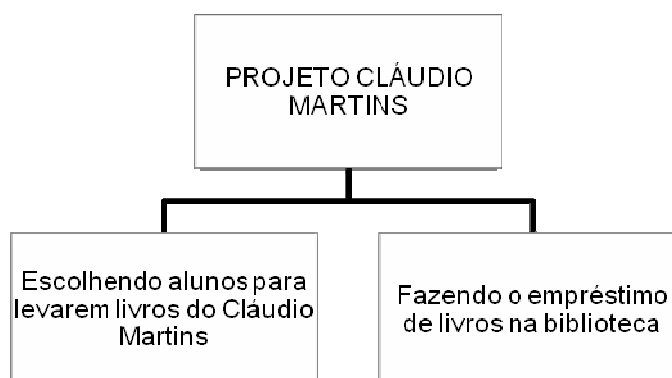 PROJETO CLÁUDIO
MARTINS
Escolhendo alunos para
levarem livros do Cláudio
Martins
Fazendo o empréstimo
de livros na biblioteca